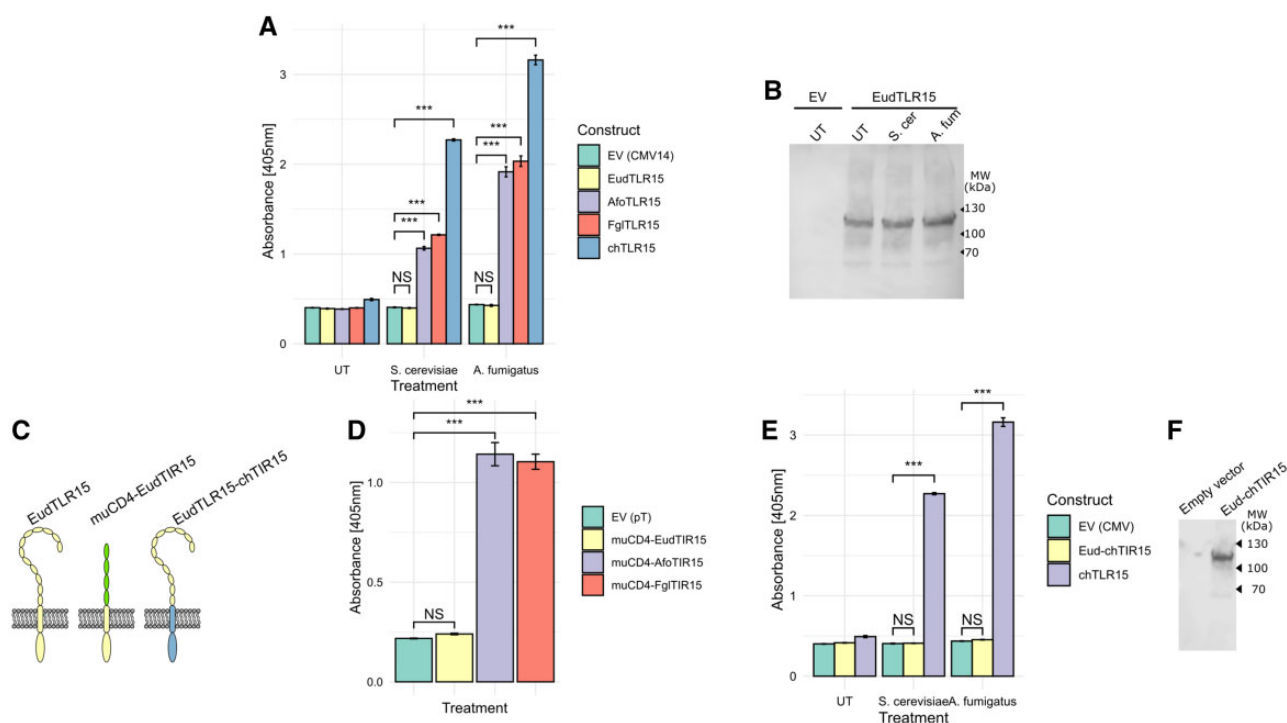 A
Absorbance [405nm]
3
2
1
0
***
***
***
***
***
***
NS
NS
UT
S. cerevisiae
A. fumigatus
Treatment
Construct
EV (CMV14)
EudTLR15
AfoTLR15
FglTLR15
chTLR15
B
EV
EudTLR15
UT
UT
S. cer
A. fum
MW
(kDa)
130
100
70
C
EudTLR15
muCD4-EudTIR15
EudTLR15-chTIR15
D
Absorbance [405nm]
1.0
0.5
0.0
***
***
NS
Treatment
EV (pT)
muCD4-EudTIR15
muCD4-AfoTIR15
muCD4-FglTIR15
E
Absorbance [405nm]
3
2
1
0
***
***
NS
NS
UT
S. cerevisiae
A. fumigatus
Treatment
Construct
EV (CMV)
Eud-chTIR15
chTLR15
F
Empty vector
Eud-chTIR15
MW
(kDa)
130
100
70